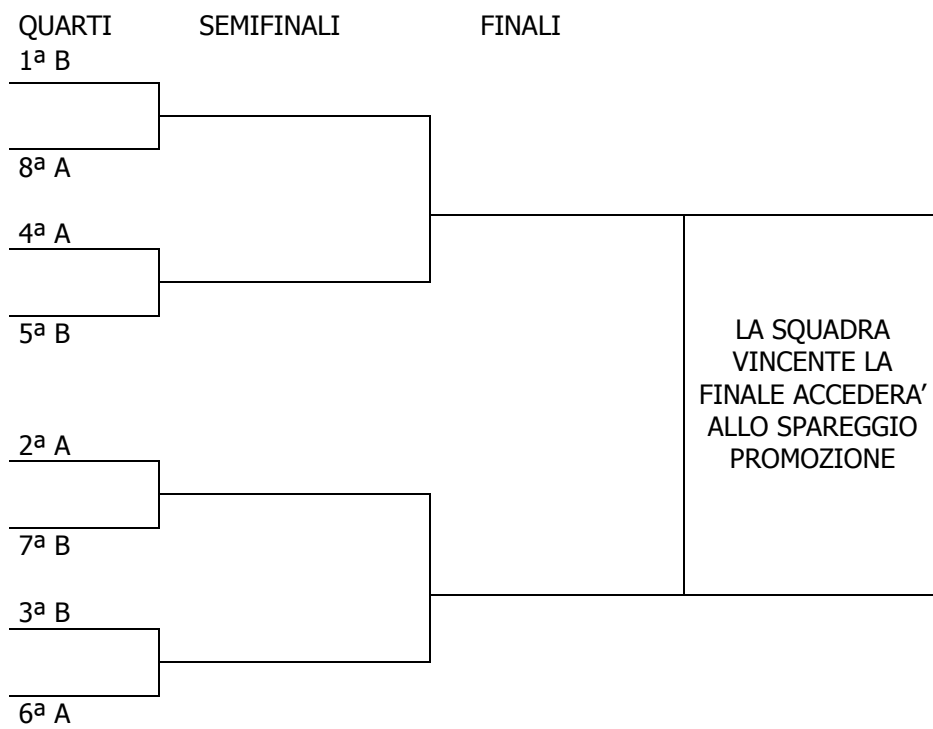 QUARTI SEMIFINALI FINALI
1ª B
8ª A
4ª A
5ª B
2ª A
7ª B
3ª B
6ª A
LA SQUADRA
VINCENTE LA
FINALE ACCEDERA’
ALLO SPAREGGIO
PROMOZIONE